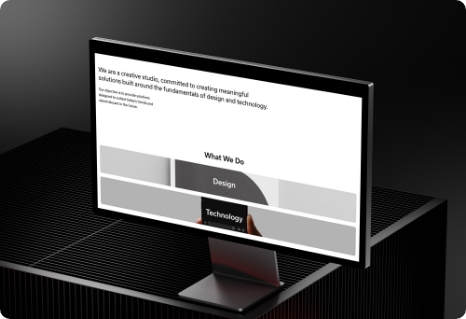 We are a creative studio, committed to creating meaningful
solutions built around the fundamentals of design and technology.
What We Do
Design
Technology